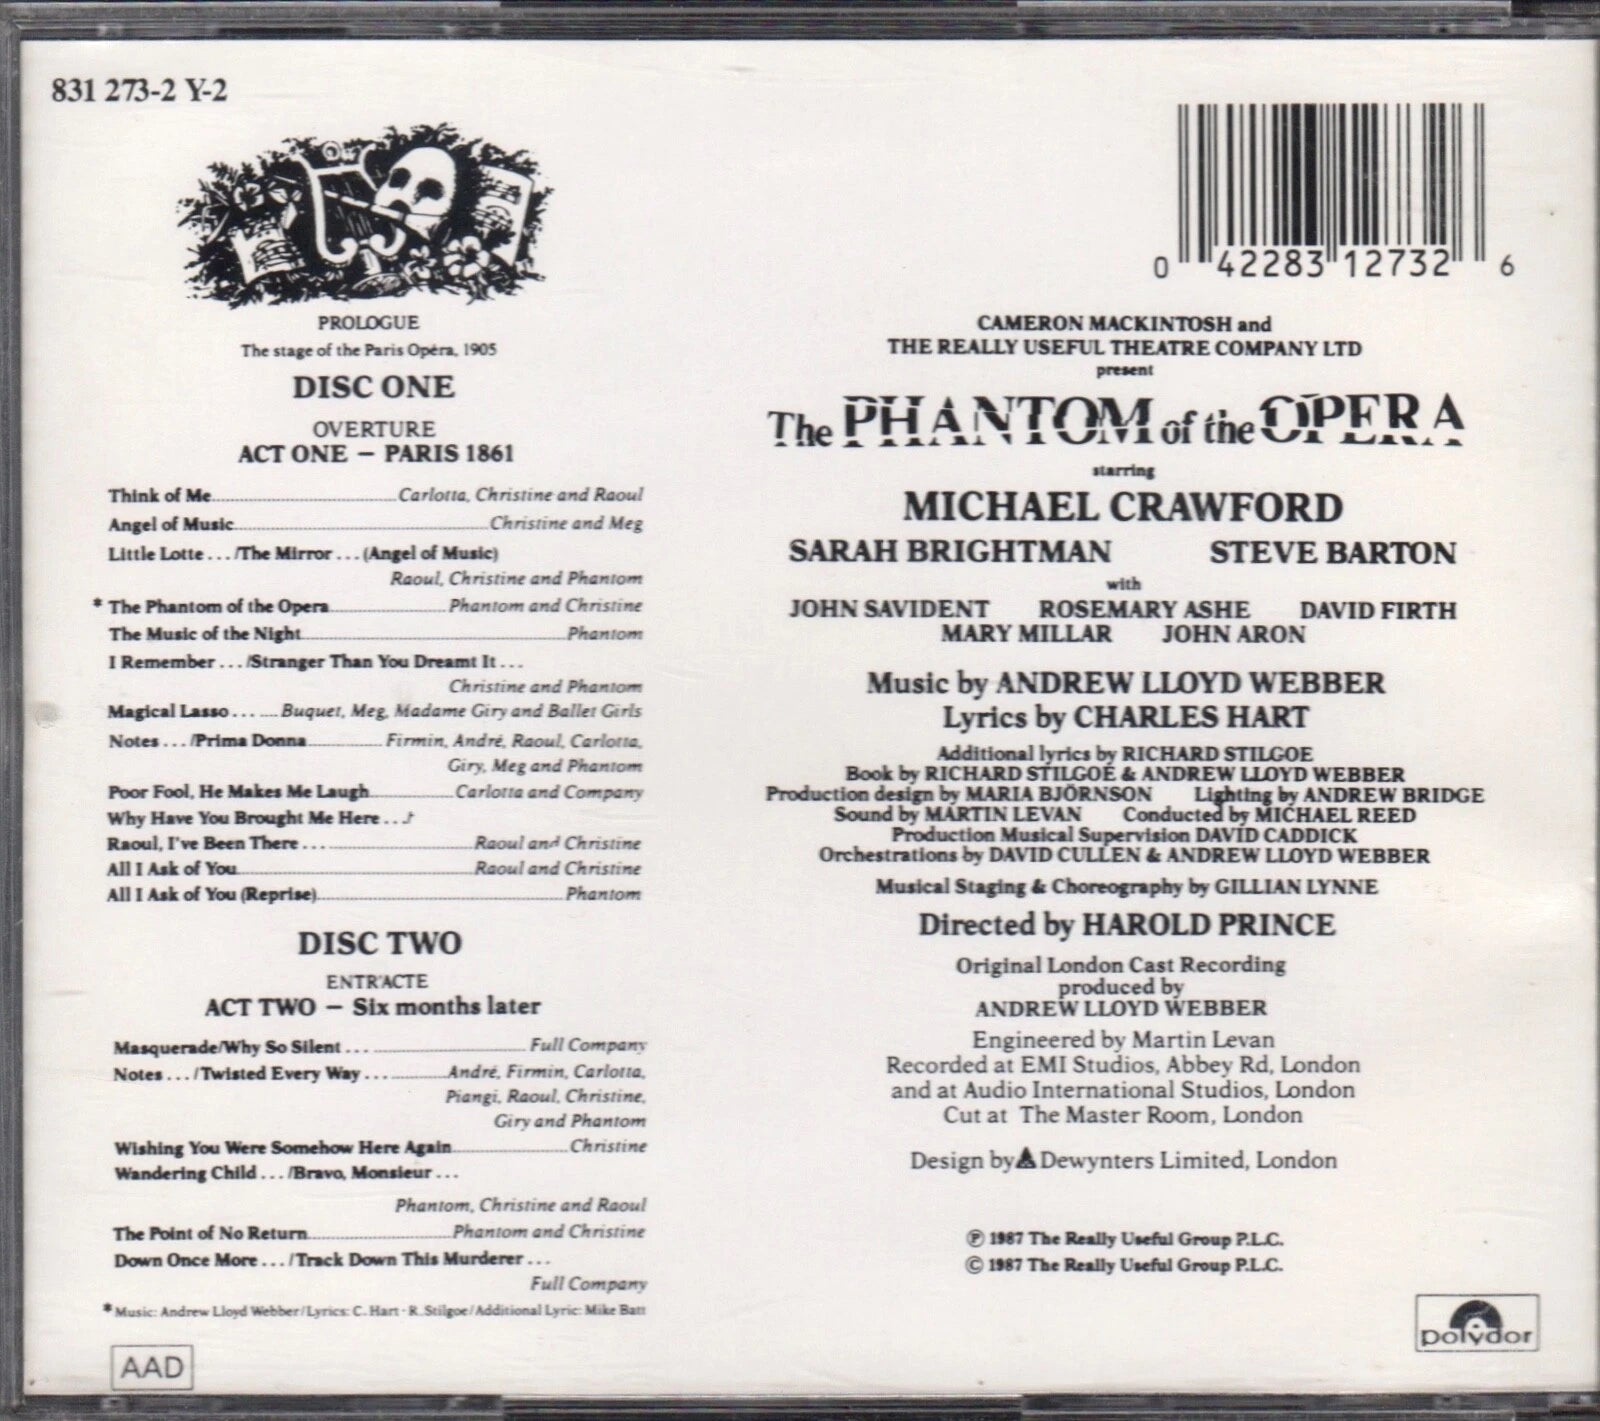 831 273-2 Y-2
PROLOGUE
The stage of the Paris Opéra, 1905
DISC ONE
OVERTURE
ACT ONE – PARIS 1861
Think of Me Carlotta, Christine and Raoul
Angel of Music Christine and Meg
Little Lotte . . . /The Mirror . . . (Angel of Music)
Raoul, Christine and Phantom
* The Phantom of the Opera Phantom and Christine
The Music of the Night Phantom
I Remember . . . /Stranger Than You Dreamt It . . .
Christine and Phantom
Magical Lasso . . . Buquet, Meg, Madame Giry and Ballet Girls
Notes . . . /Prima Donna Firmin, André, Raoul, Carlotta,
Giry, Meg and Phantom
Poor Fool, He Makes Me Laugh Carlotta and Company
Why Have You Brought Me Here . . ./
Raoul, I've Been There . . . Raoul and Christine
All I Ask of You Raoul and Christine
All I Ask of You (Reprise) Phantom
DISC TWO
ENTR'ACTE
ACT TWO – Six months later
Masquerade/Why So Silent . . . Full Company
Notes . . . /Twisted Every Way . . . André, Firmin, Carlotta,
Piangi, Raoul, Christine,
Giry and Phantom
Wishing You Were Somehow Here Again Christine
Wandering Child . . . /Bravo, Monsieur . . .
Phantom, Christine and Raoul
The Point of No Return Phantom and Christine
Down Once More . . . /Track Down This Murderer . . .
Full Company
* Music: Andrew Lloyd Webber/Lyrics: C. Hart · R. Stilgoe/Additional Lyric: Mike Batt
AAD
0 42283 12732 6
CAMERON MACKINTOSH and
THE REALLY USEFUL THEATRE COMPANY LTD
present
The PHANTOM of the OPERA
starring
MICHAEL CRAWFORD
SARAH BRIGHTMAN STEVE BARTON
with
JOHN SAVIDENT ROSEMARY ASHE DAVID FIRTH
MARY MILLAR JOHN ARON
Music by ANDREW LLOYD WEBBER
Lyrics by CHARLES HART
Additional lyrics by RICHARD STILGOE
Book by RICHARD STILGOE & ANDREW LLOYD WEBBER
Production design by MARIA BJÖRNSON Lighting by ANDREW BRIDGE
Sound by MARTIN LEVAN Conducted by MICHAEL REED
Production Musical Supervision DAVID CADDICK
Orchestrations by DAVID CULLEN & ANDREW LLOYD WEBBER
Musical Staging & Choreography by GILLIAN LYNNE
Directed by HAROLD PRINCE
Original London Cast Recording
produced by
ANDREW LLOYD WEBBER
Engineered by Martin Levan
Recorded at EMI Studios, Abbey Rd, London
and at Audio International Studios, London
Cut at The Master Room, London
Design by Dewynters Limited, London
℗ 1987 The Really Useful Group P.L.C.
© 1987 The Really Useful Group P.L.C.
polydor